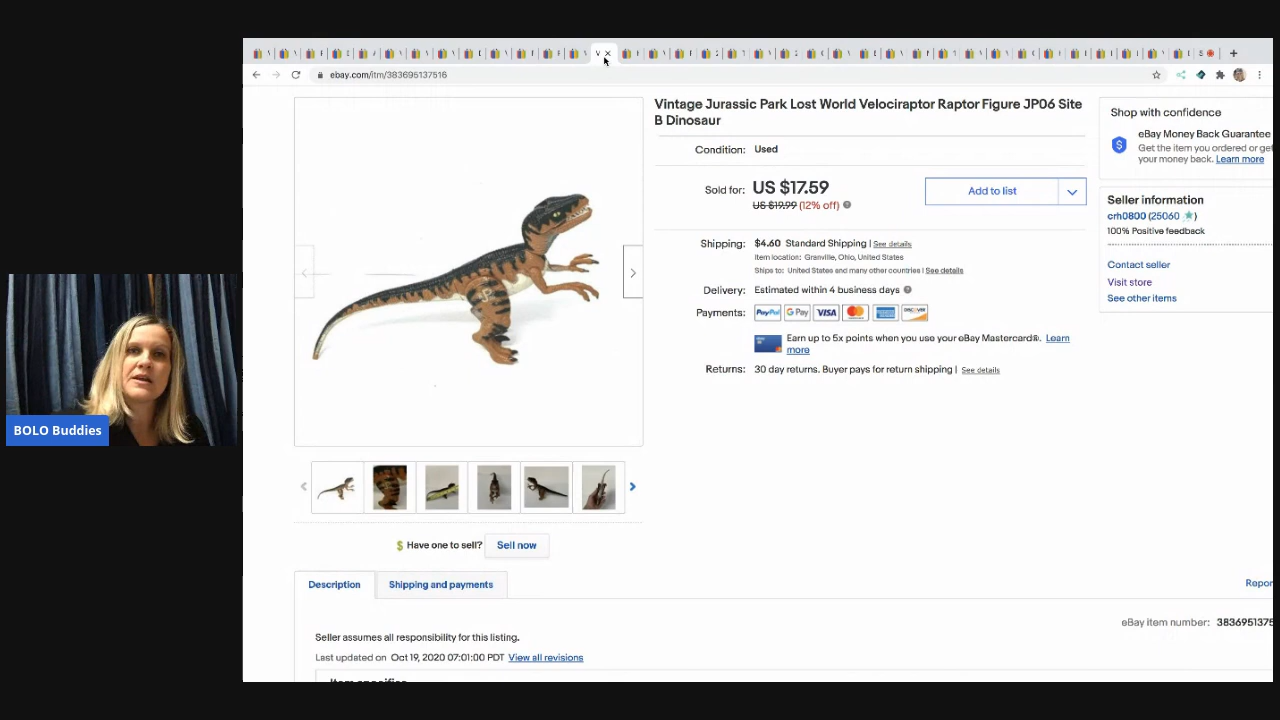 ebay.com/itm/383695137516
Vintage Jurassic Park Lost World Velociraptor Raptor Figure JP06 Site
B Dinosaur
Condition: Used
Sold for: US $17.59
US $19.99 (12% off)
Add to list
Shipping: $4.60 Standard Shipping | See details
Item location: Granville, Ohio, United States
Ships to: United States and many other countries | See details
Delivery: Estimated within 4 business days
Payments: PayPal G Pay VISA DISCOVER
Earn up to 5x points when you use your eBay Mastercard®. Learn
more
Returns: 30 day returns. Buyer pays for return shipping | See details
Shop with confidence
eBay Money Back Guarantee
Get the item you ordered or get
your money back. Learn more
Seller information
crh0800 (25060 )
100% Positive feedback
Contact seller
Visit store
See other items
BOLO Buddies
Have one to sell? Sell now
Description
Shipping and payments
Repor
eBay item number: 3836951375
Seller assumes all responsibility for this listing.
Last updated on Oct 19, 2020 07:01:00 PDT View all revisions
Item specifics